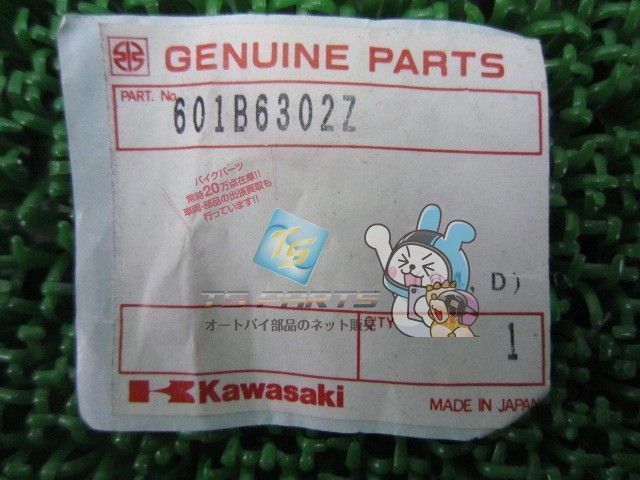 GENUINE PARTS
PART. No.
601B6302Z
バイクパーツ
常時20万点在庫!!
車両・部品の出張買取も
行っています!!
TS
, D)
TS PARTS
オートバイ部品のネット販売
Q'TY
1
Kawasaki
MADE IN JAPAN